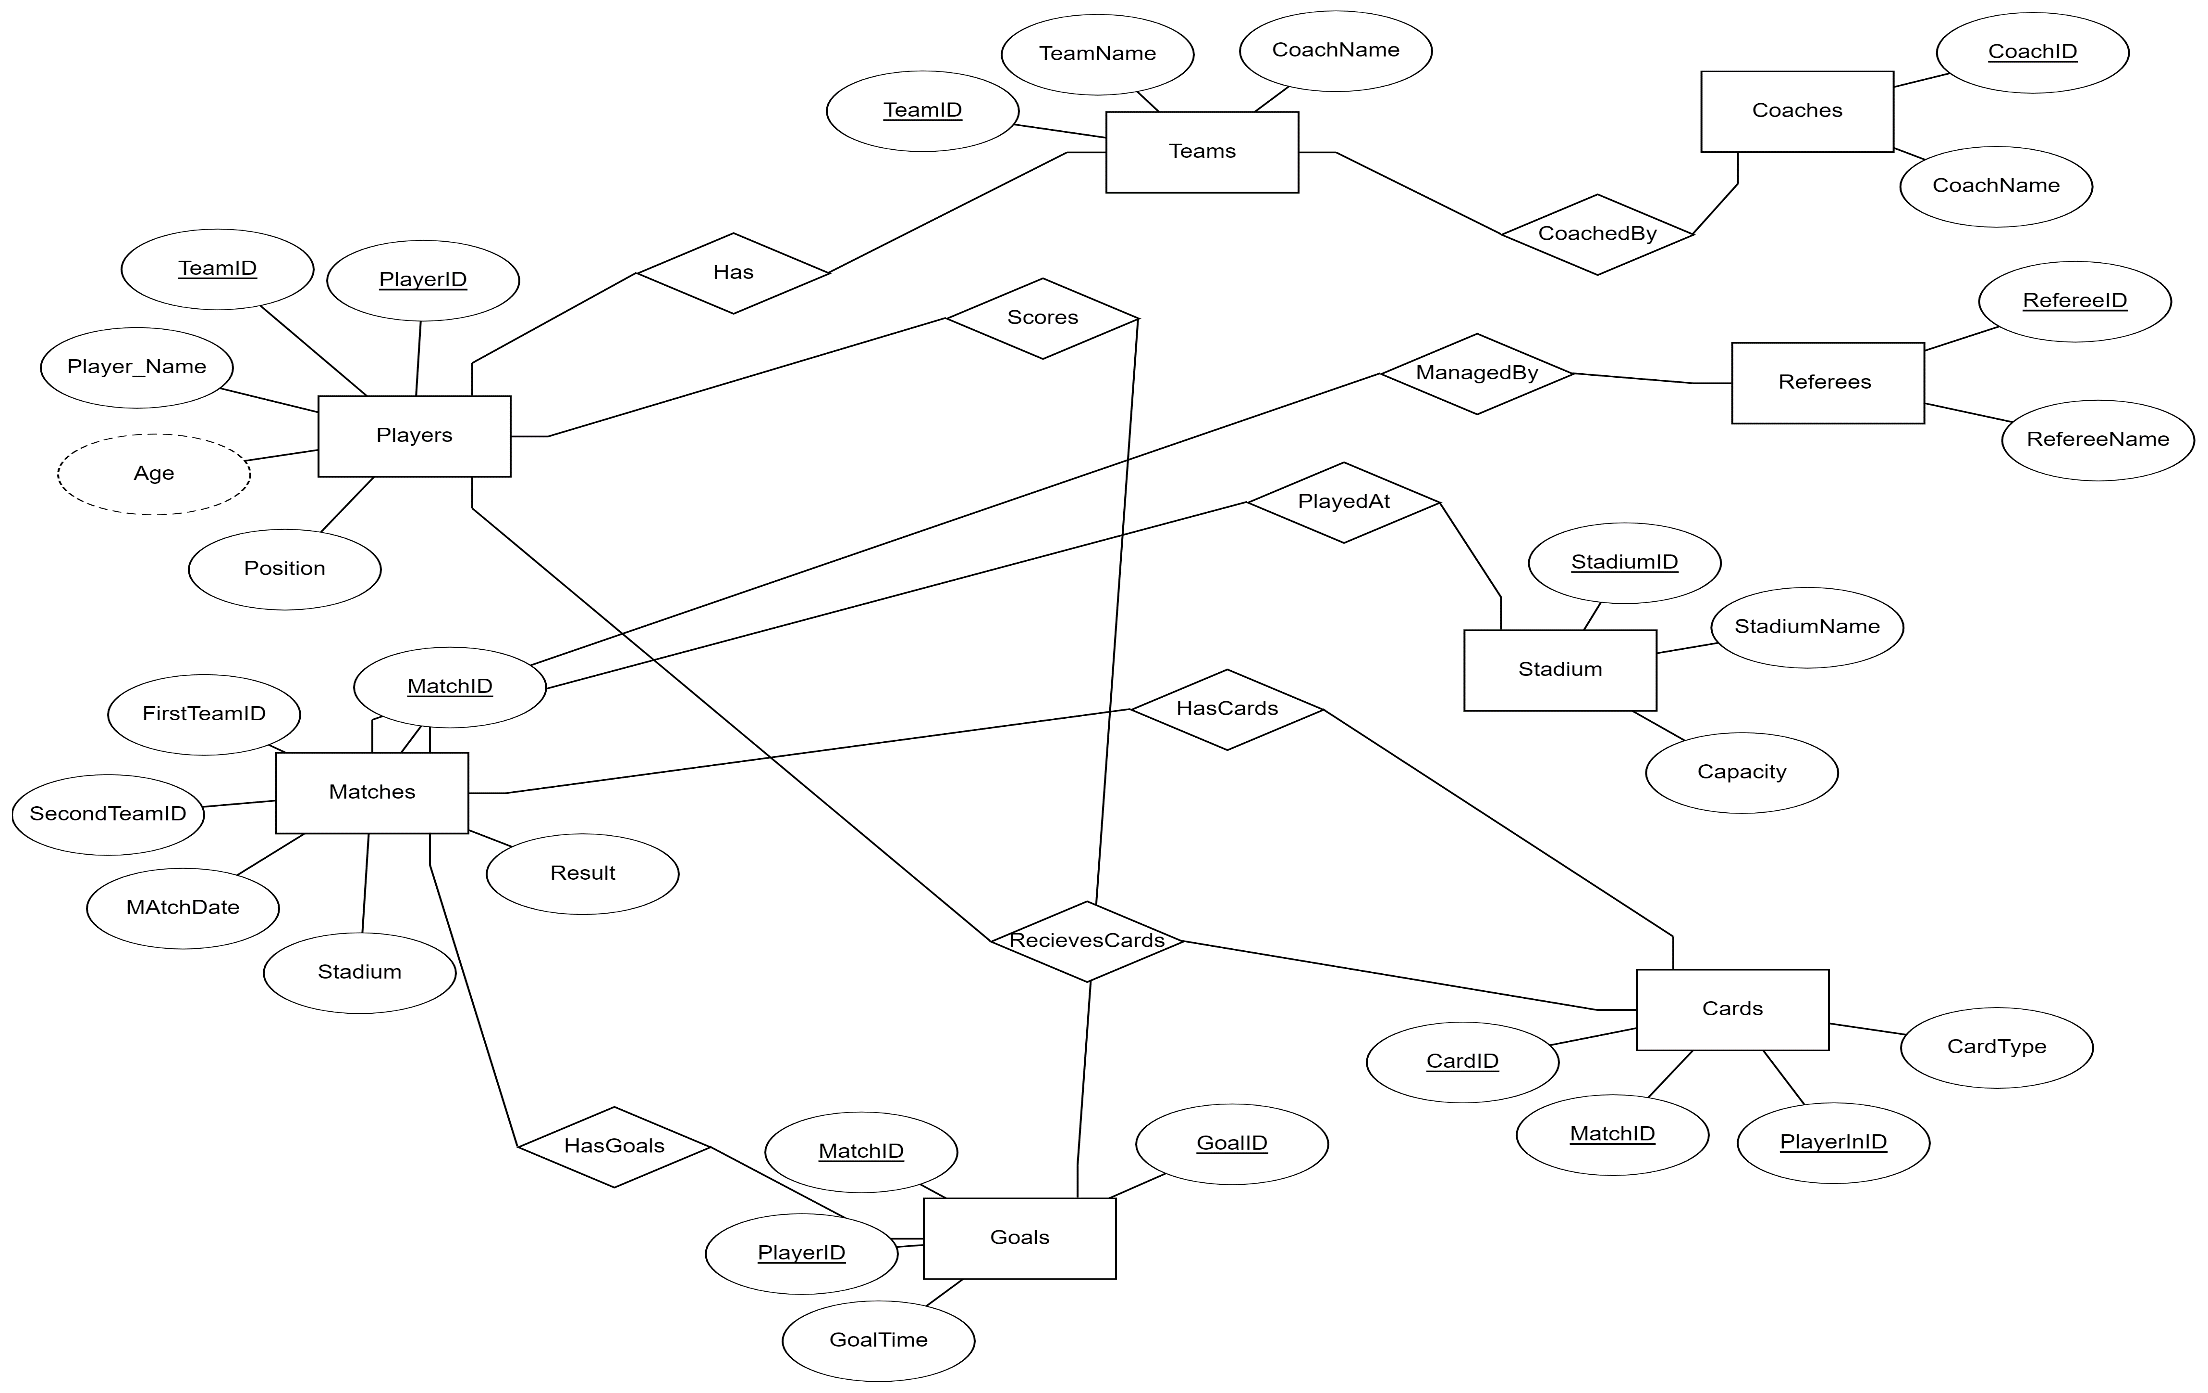 TeamName
CoachName
CoachID
TeamID
Coaches
Teams
CoachName
CoachedBy
TeamID
PlayerID
Has
RefereeID
Scores
Player_Name
ManagedBy
Referees
Players
RefereeName
Age
PlayedAt
Position
StadiumID
StadiumName
Stadium
MatchID
FirstTeamID
HasCards
Capacity
Matches
SecondTeamID
Result
MAtchDate
RecievesCards
Stadium
Cards
CardType
CardID
MatchID
PlayerInID
HasGoals
MatchID
GoalID
Goals
PlayerID
GoalTime